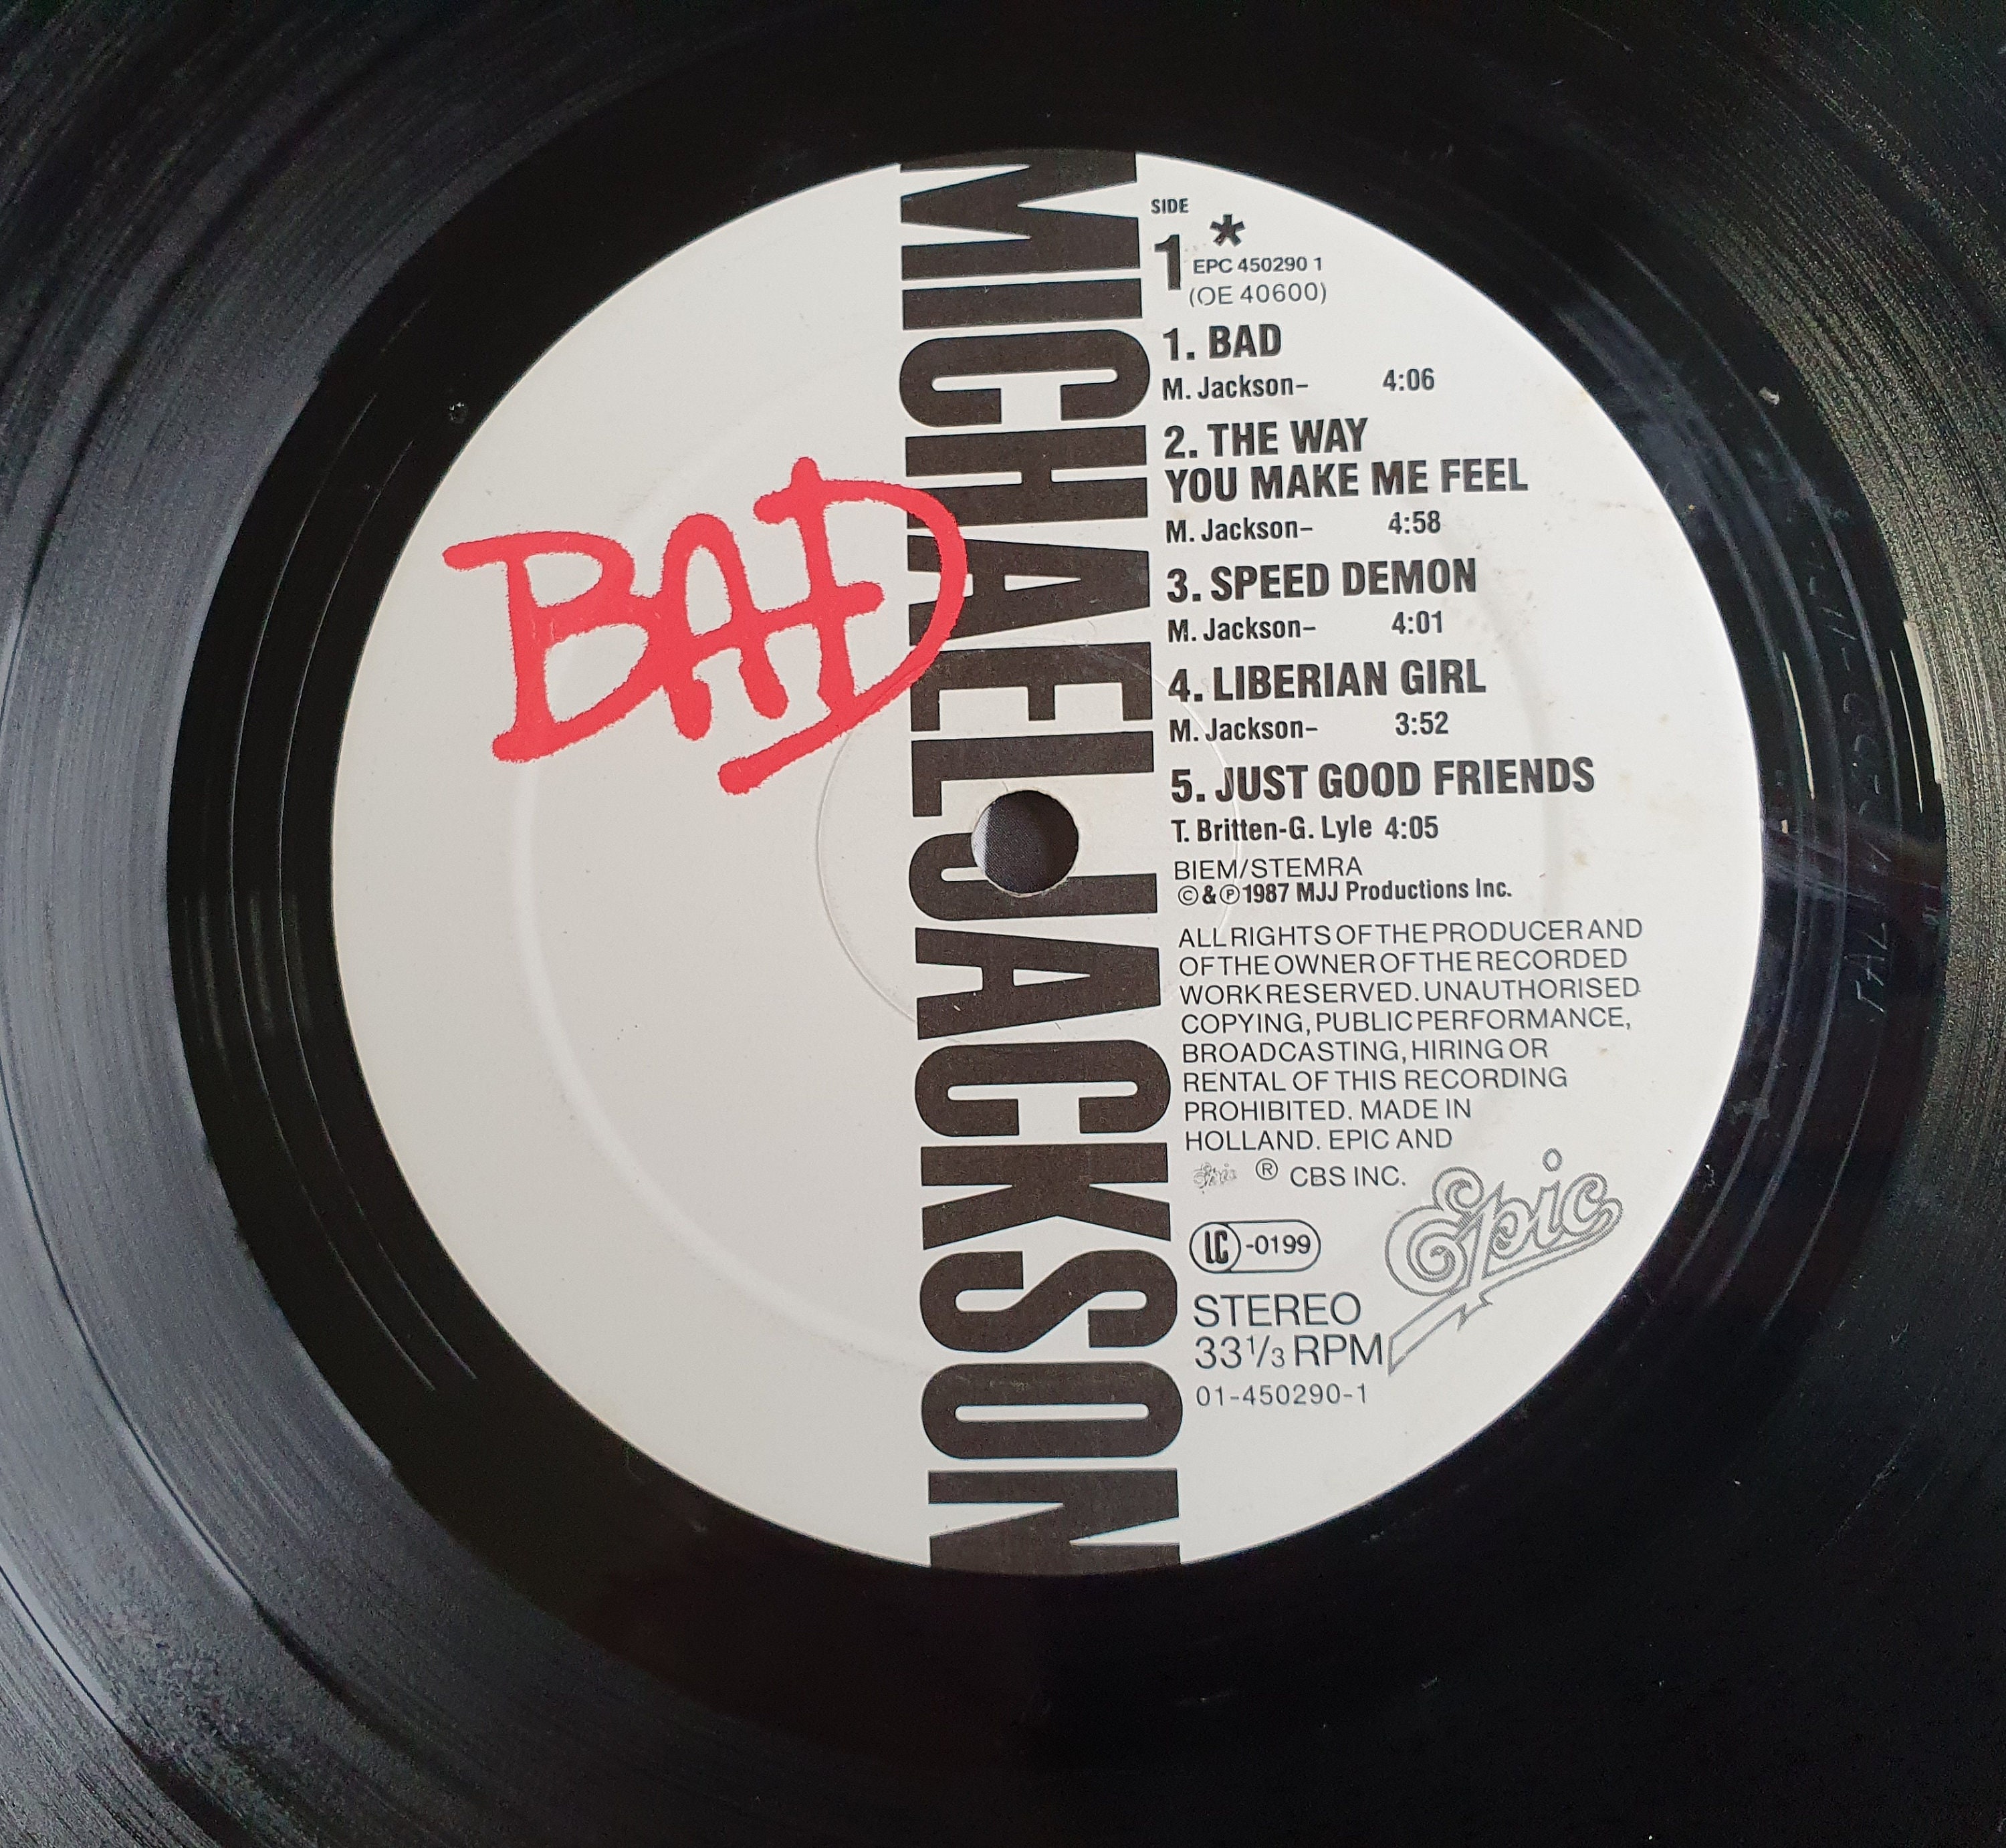 BAD
MICHAEL JACKSON
SIDE
1 *
EPC 450290 1
(OE 40600)
1. BAD
M. Jackson– 4:06
2. THE WAY
YOU MAKE ME FEEL
M. Jackson– 4:58
3. SPEED DEMON
M. Jackson– 4:01
4. LIBERIAN GIRL
M. Jackson– 3:52
5. JUST GOOD FRIENDS
T. Britten-G. Lyle 4:05
BIEM/STEMRA
©&℗1987 MJJ Productions Inc.
ALL RIGHTS OF THE PRODUCER AND
OF THE OWNER OF THE RECORDED
WORK RESERVED. UNAUTHORISED
COPYING, PUBLIC PERFORMANCE,
BROADCASTING, HIRING OR
RENTAL OF THIS RECORDING
PROHIBITED. MADE IN
HOLLAND. EPIC AND
Epic ® CBS INC.
Epic
LC-0199
STEREO
33 1/3 RPM
01-450290-1